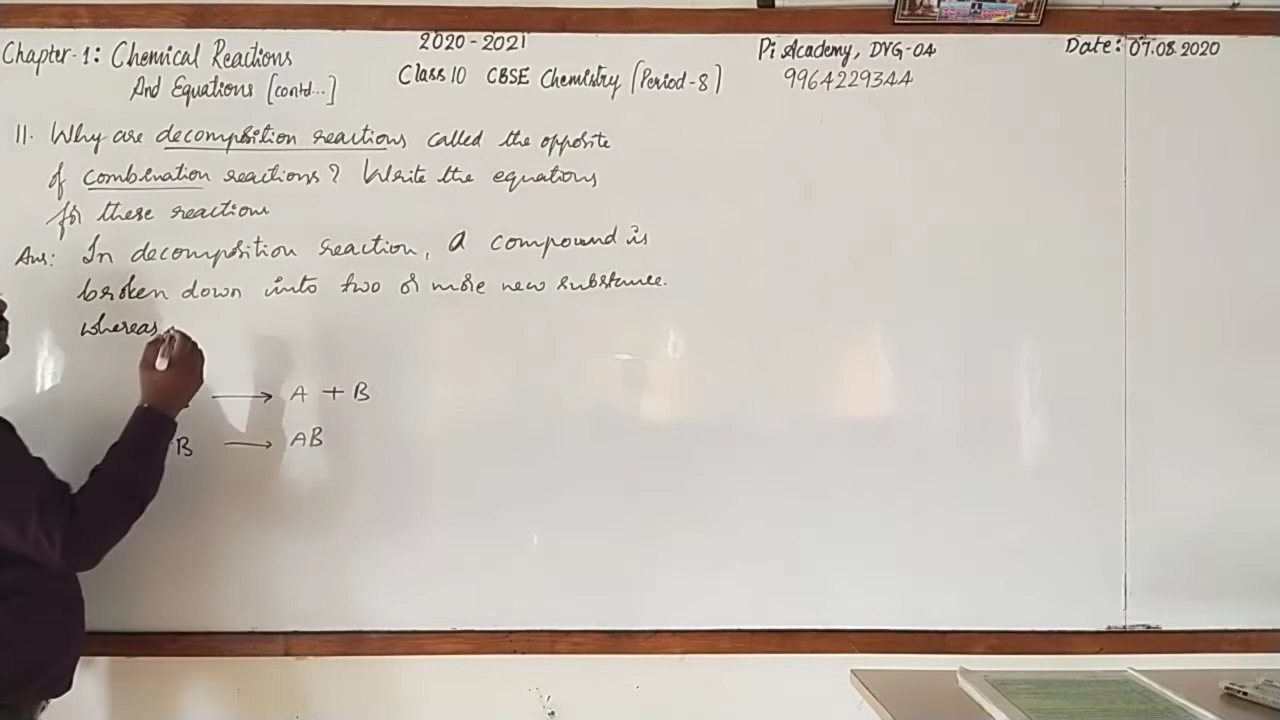 Chapter-1: Chemical Reactions
And Equations [contd...]
2020-2021
Class 10 CBSE Chemistry [Period-8]
Pi Academy, DVG-04
9964229344
Date: 07.08.2020
11. Why are decomposition reactions called the opposite
of combination reactions? Write the equations
for these reactions
Ans: In decomposition reaction, a compound is
broken down into two or more new substance.
whereas
→ A + B
B → AB